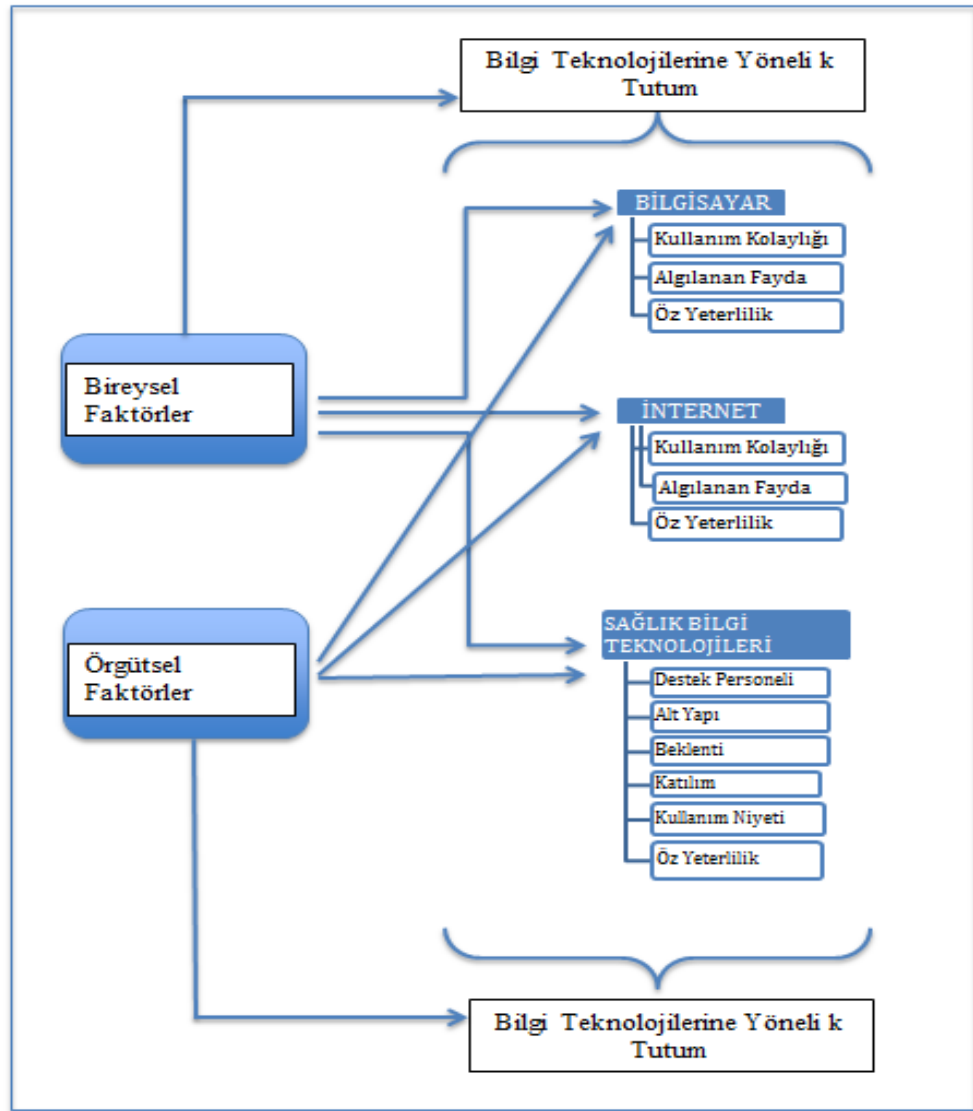 Bilgi Teknolojilerine Yöneli k
Tutum
BİLGİSAYAR
Kullanım Kolaylığı
Algılanan Fayda
Öz Yeterlilik
Bireysel
Faktörler
İNTERNET
Kullanım Kolaylığı
Algılanan Fayda
Öz Yeterlilik
Örgütsel
Faktörler
SAĞLIK BİLGİ
TEKNOLOJİLERİ
Destek Personeli
Alt Yapı
Beklenti
Katılım
Kullanım Niyeti
Öz Yeterlilik
Bilgi Teknolojilerine Yöneli k
Tutum